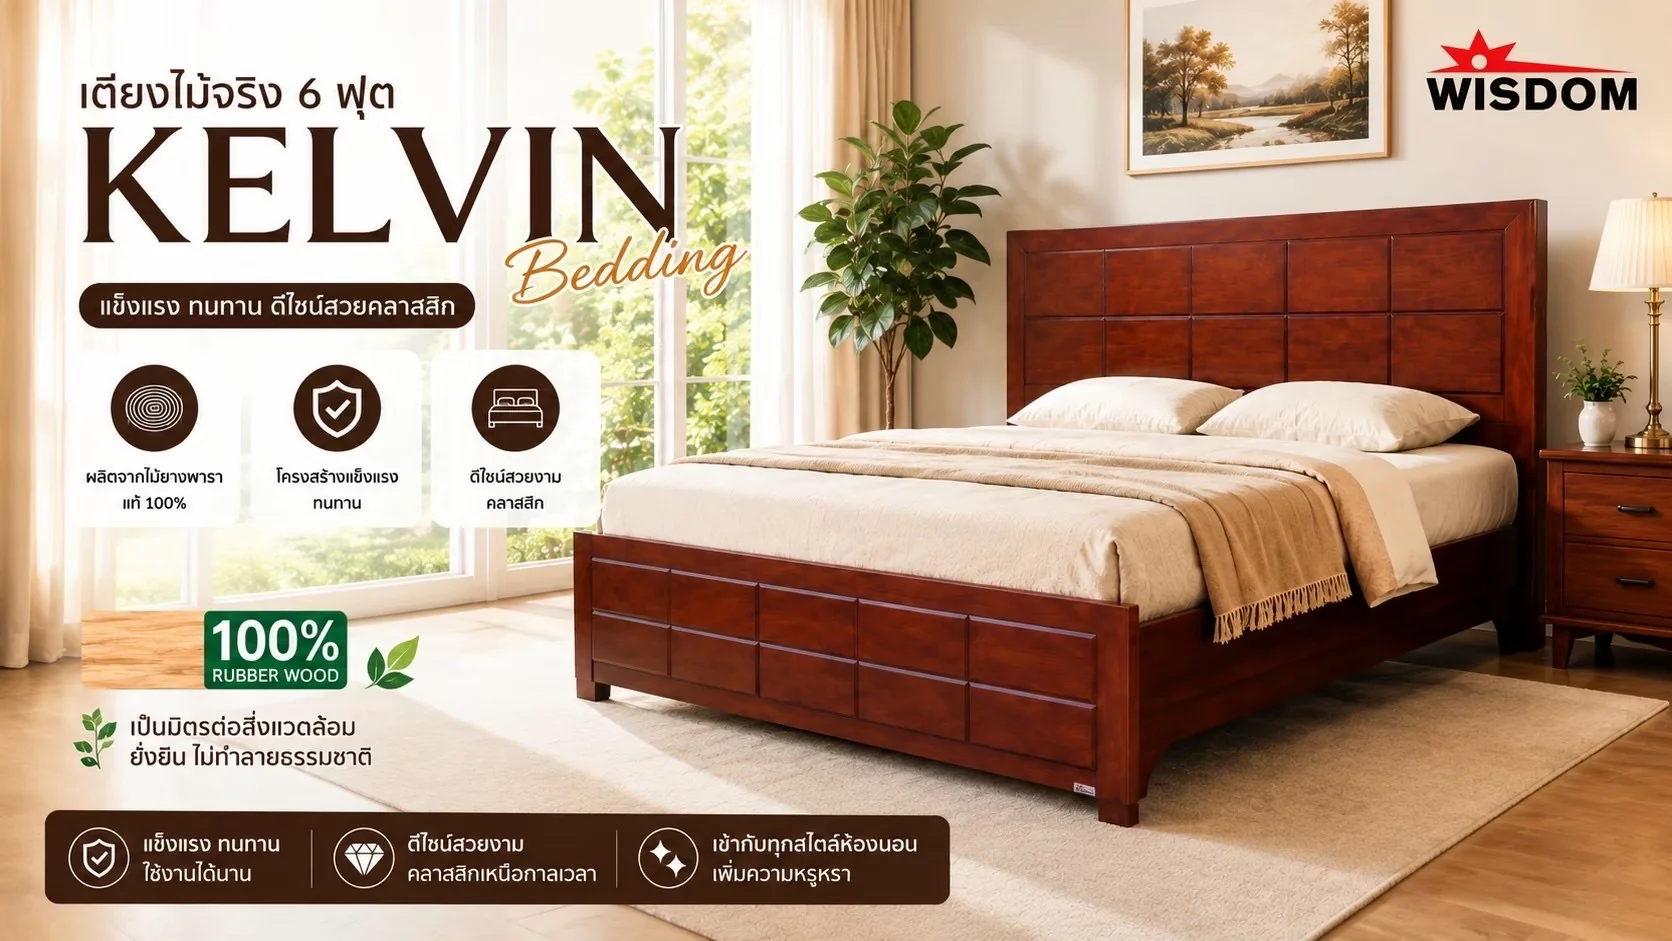 เตียงไม้จริง 6 ฟุต
KELVIN
Bedding
แข็งแรง ทนทาน ดีไซน์สวยคลาสสิก
ผลิตจากไม้ยางพารา
แท้ 100%
โครงสร้างแข็งแรง
ทนทาน
ดีไซน์สวยงาม
คลาสสิก
100%
RUBBER WOOD
เป็นมิตรต่อสิ่งแวดล้อม
ยั่งยืน ไม่ทำลายธรรมชาติ
แข็งแรง ทนทาน
ใช้งานได้นาน
ดีไซน์สวยงาม
คลาสสิกเหนือกาลเวลา
เข้ากับทุกสไตล์ห้องนอน
เพิ่มความหรูหรา
WISDOM